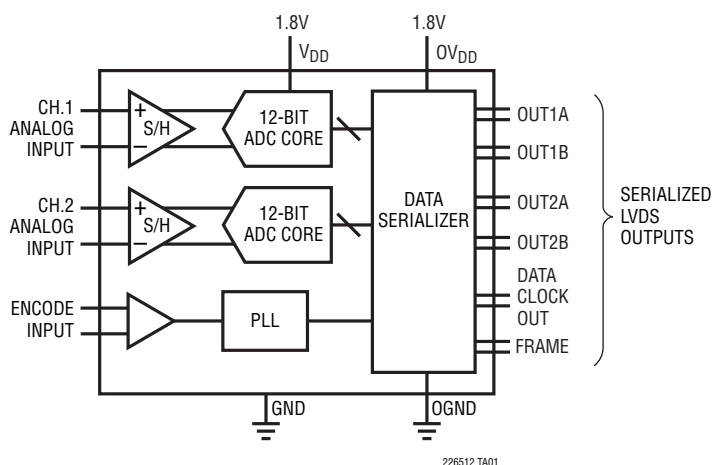 1.8V
1.8V
VDD
OVDD
CH.1
ANALOG
INPUT
+
S/H
−
12-BIT
ADC CORE
CH.2
ANALOG
INPUT
+
S/H
−
12-BIT
ADC CORE
ENCODE
INPUT
PLL
DATA
SERIALIZER
OUT1A
OUT1B
OUT2A
OUT2B
DATA
CLOCK
OUT
FRAME
SERIALIZED
LVDS
OUTPUTS
GND
OGND
226512 TA01